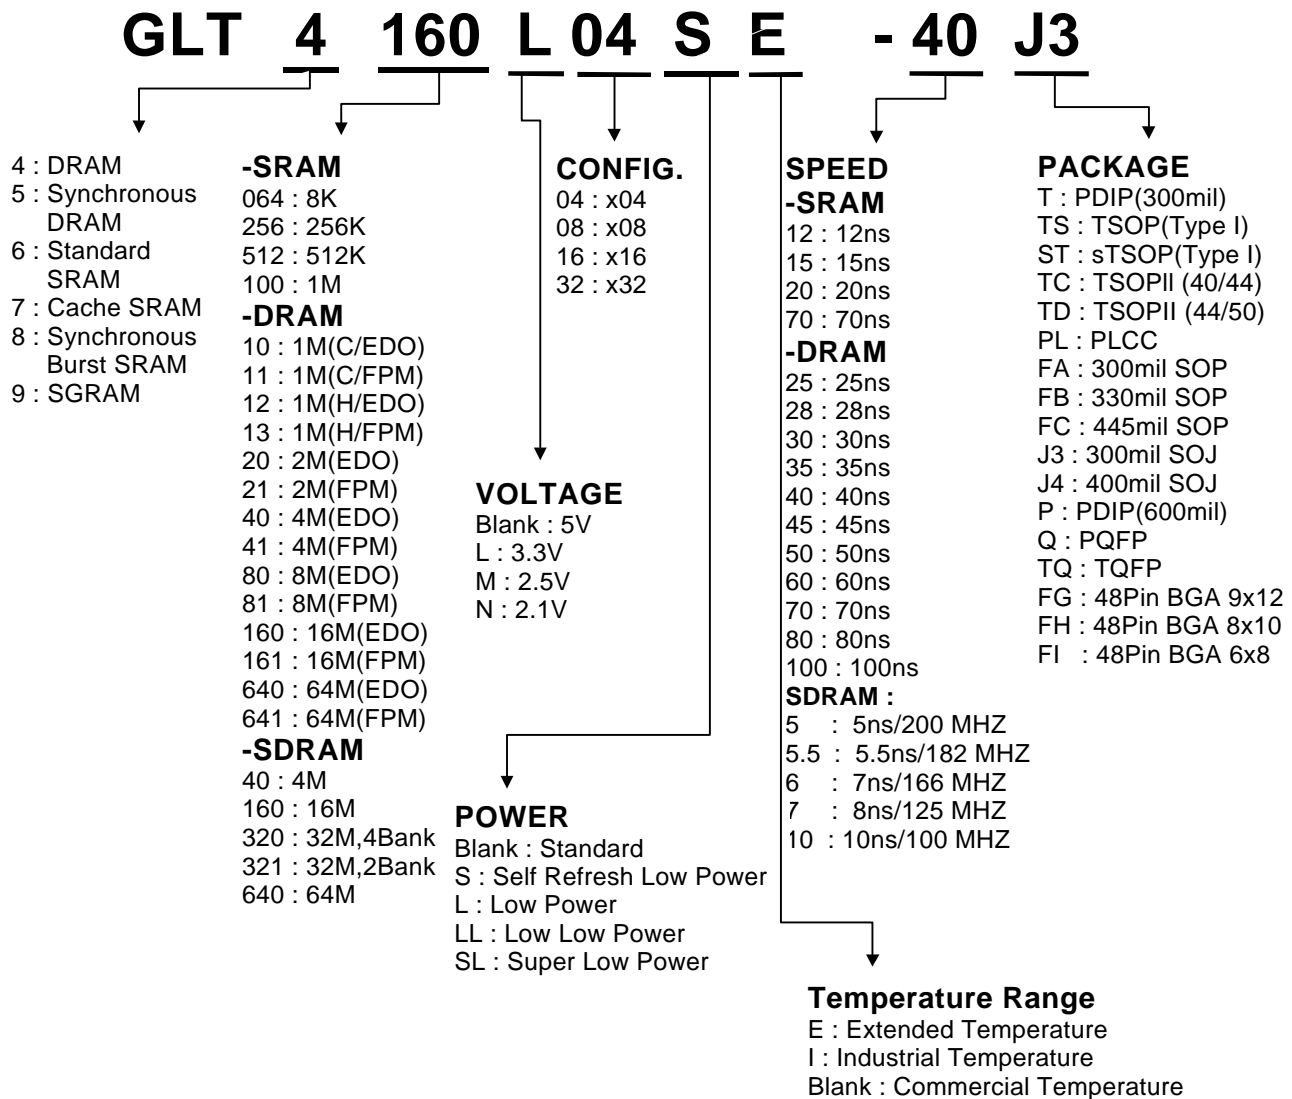 GLT 4 160 L 04 S E - 40 J3
4 : DRAM
5 : Synchronous
DRAM
6 : Standard
SRAM
7 : Cache SRAM
8 : Synchronous
Burst SRAM
9 : SGRAM
-SRAM
064 : 8K
256 : 256K
512 : 512K
100 : 1M
-DRAM
10 : 1M(C/EDO)
11 : 1M(C/FPM)
12 : 1M(H/EDO)
13 : 1M(H/FPM)
20 : 2M(EDO)
21 : 2M(FPM)
40 : 4M(EDO)
41 : 4M(FPM)
80 : 8M(EDO)
81 : 8M(FPM)
160 : 16M(EDO)
161 : 16M(FPM)
640 : 64M(EDO)
641 : 64M(FPM)
-SDRAM
40 : 4M
160 : 16M
320 : 32M,4Bank
321 : 32M,2Bank
640 : 64M
VOLTAGE
Blank : 5V
L : 3.3V
M : 2.5V
N : 2.1V
CONFIG.
04 : x04
08 : x08
16 : x16
32 : x32
POWER
Blank : Standard
S : Self Refresh Low Power
L : Low Power
LL : Low Low Power
SL : Super Low Power
SPEED
-SRAM
12 : 12ns
15 : 15ns
20 : 20ns
70 : 70ns
-DRAM
25 : 25ns
28 : 28ns
30 : 30ns
35 : 35ns
40 : 40ns
45 : 45ns
50 : 50ns
60 : 60ns
70 : 70ns
80 : 80ns
100 : 100ns
SDRAM :
5 : 5ns/200 MHZ
5.5 : 5.5ns/182 MHZ
6 : 7ns/166 MHZ
7 : 8ns/125 MHZ
10 : 10ns/100 MHZ
PACKAGE
T : PDIP(300mil)
TS : TSOP(Type I)
ST : sTSOP(Type I)
TC : TSOPll (40/44)
TD : TSOPII (44/50)
PL : PLCC
FA : 300mil SOP
FB : 330mil SOP
FC : 445mil SOP
J3 : 300mil SOJ
J4 : 400mil SOJ
P : PDIP(600mil)
Q : PQFP
TQ : TQFP
FG : 48Pin BGA 9x12
FH : 48Pin BGA 8x10
FI : 48Pin BGA 6x8
Temperature Range
E : Extended Temperature
I : Industrial Temperature
Blank : Commercial Temperature